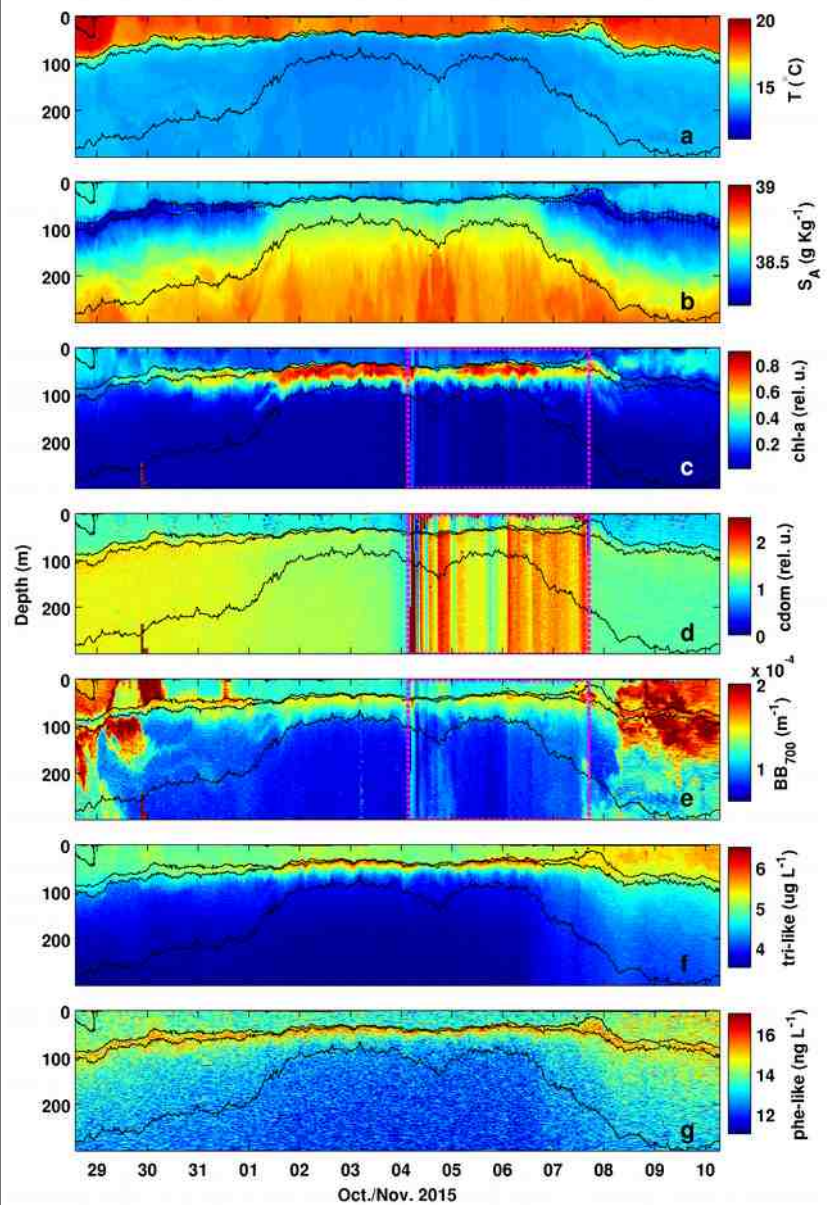 0
100
200
a
20
15
T (°C)
0
100
200
b
39
38.5
S_A (g Kg⁻¹)
0
100
200
c
0.8
0.6
0.4
0.2
chl-a (rel. u.)
Depth (m)
0
100
200
d
2
1
0
cdom (rel. u.)
0
100
200
e
x 10⁻⁴
2
1
BB₇₀₀ (m⁻¹)
0
100
200
f
6
5
4
tri-like (ug L⁻¹)
0
100
200
g
16
14
12
phe-like (ng L⁻¹)
29 30 31 01 02 03 04 05 06 07 08 09 10
Oct./Nov. 2015